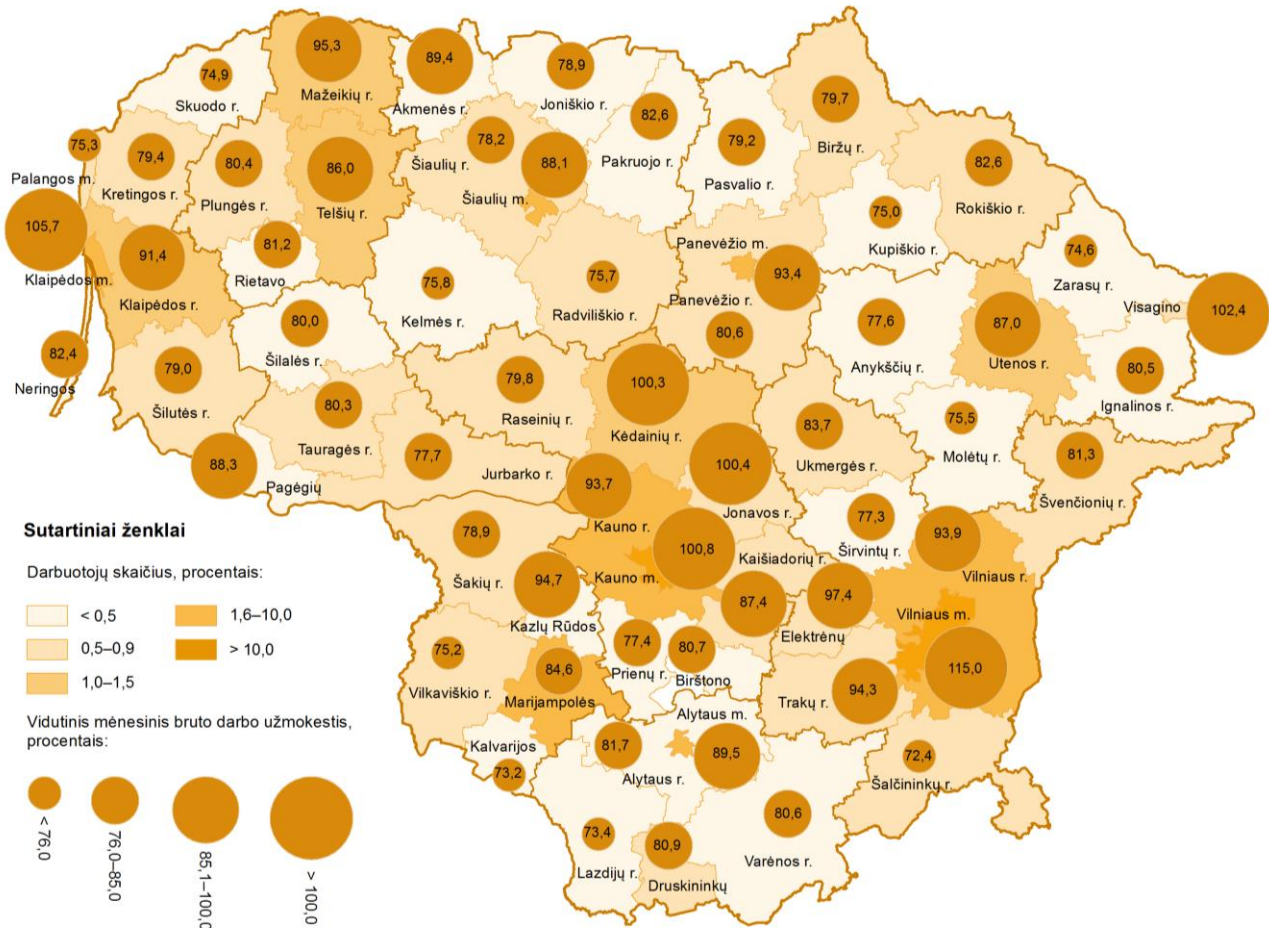 95,3
Mažeikių r.
89,4
Akmenės r.
78,9
Joniškio r.
74,9
Skuodo r.
82,6
Pakruojo r.
79,2
Pasvalio r.
79,7
Biržų r.
82,6
Rokiškio r.
75,3
Palangos m.
79,4
Kretingos r.
80,4
Plungės r.
86,0
Telšių r.
78,2
Šiaulių r.
88,1
Šiaulių m.
75,0
Kupiškio r.
74,6
Zarasų r.
105,7
Klaipėdos m.
91,4
Klaipėdos r.
81,2
Rietavo
75,8
Kelmės r.
75,7
Radviliškio r.
Panevėžio m.
93,4
Panevėžio r.
80,6
77,6
Anykščių r.
87,0
Utenos r.
Visagino
102,4
82,4
Neringos
79,0
Šilutės r.
80,0
Šilalės r.
80,5
Ignalinos r.
79,8
Raseinių r.
100,3
Kėdainių r.
80,3
Tauragės r.
77,7
Jurbarko r.
88,3
Pagėgių
83,7
Ukmergės r.
75,5
Molėtų r.
81,3
Švenčionių r.
93,7
Kauno r.
100,4
Jonavos r.
77,3
Širvintų r.
93,9
Vilniaus r.
78,9
Šakių r.
100,8
Kauno m.
Kaišiadorių r.
87,4
97,4
Elektrėnų
Vilniaus m.
115,0
94,7
Kazlų Rūdos
75,2
Vilkaviškio r.
84,6
Marijampolės
77,4
Prienų r.
80,7
Birštono
94,3
Trakų r.
Kalvarijos
73,2
81,7
Alytaus r.
Alytaus m.
89,5
72,4
Šalčininkų r.
73,4
Lazdijų r.
80,9
Druskininkų
80,6
Varėnos r.
Sutartiniai ženklai
Darbuotojų skaičius, procentais:
< 0,5
0,5–0,9
1,0–1,5
1,6–10,0
> 10,0
Vidutinis mėnesinis bruto darbo užmokestis,
procentais:
< 76,0
76,0–85,0
85,1–100,0
> 100,0